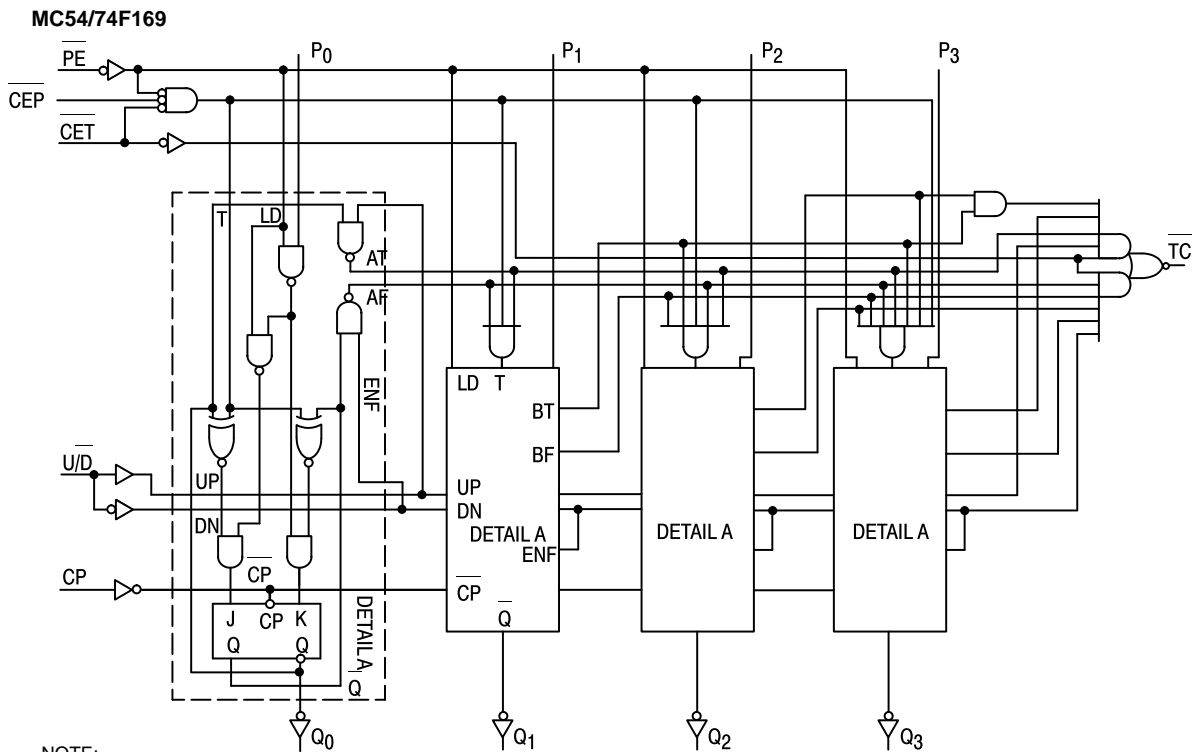 MC54/74F169
PE
P0
P1
P2
P3
CEP
CET
T
LD
AT
AF
TC
ENF
LD T
BT
BF
U/D
UP
UP
DN
DN
DETAIL A
ENF
DETAIL A
DETAIL A
CP
CP
CP
J CP K
Q Q
DETAIL A
Q
Q
Q0
Q1
Q2
Q3
NOTE: